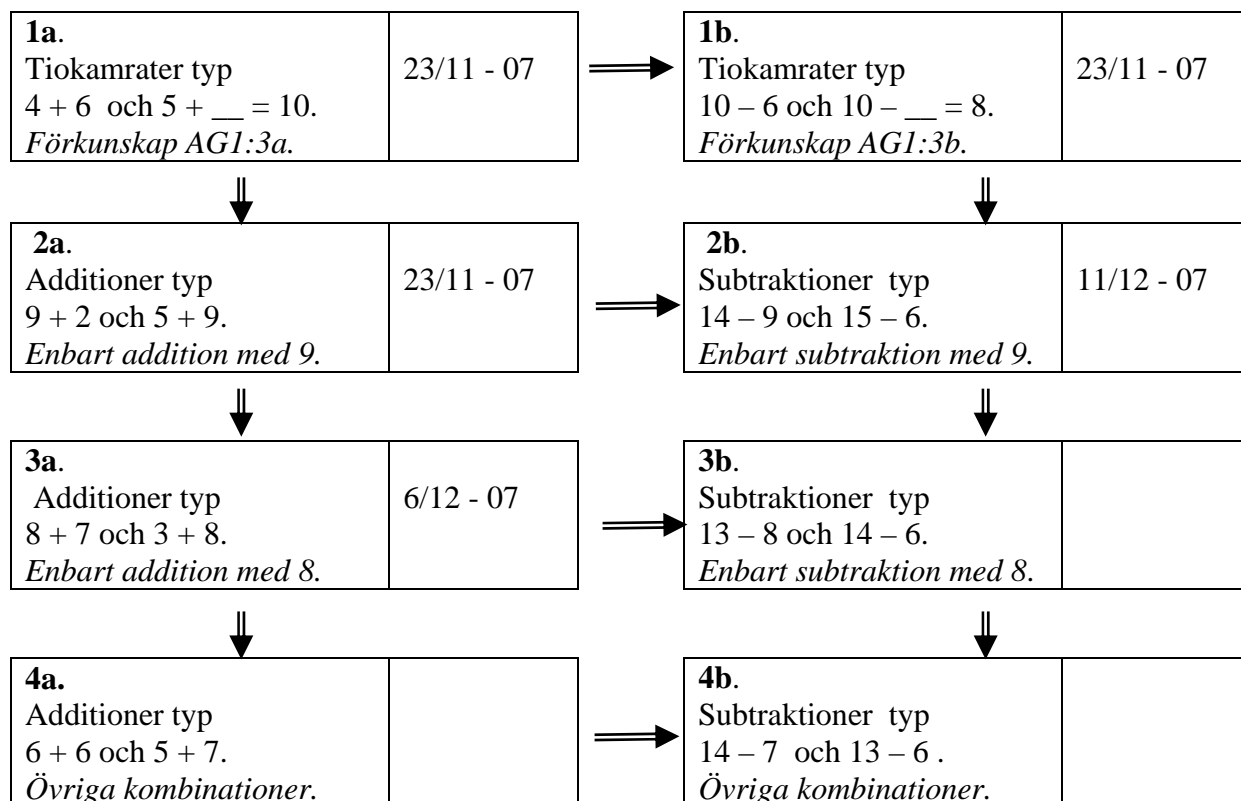 1a.
Tiokamrater typ
4 + 6 och 5 + __ = 10.
Förkunskap AG1:3a.
23/11 - 07
1b.
Tiokamrater typ
10 – 6 och 10 – __ = 8.
Förkunskap AG1:3b.
23/11 - 07
2a.
Additioner typ
9 + 2 och 5 + 9.
Enbart addition med 9.
23/11 - 07
2b.
Subtraktioner typ
14 – 9 och 15 – 6.
Enbart subtraktion med 9.
11/12 - 07
3a.
Additioner typ
8 + 7 och 3 + 8.
Enbart addition med 8.
6/12 - 07
3b.
Subtraktioner typ
13 – 8 och 14 – 6.
Enbart subtraktion med 8.
4a.
Additioner typ
6 + 6 och 5 + 7.
Övriga kombinationer.
4b.
Subtraktioner typ
14 – 7 och 13 – 6 .
Övriga kombinationer.